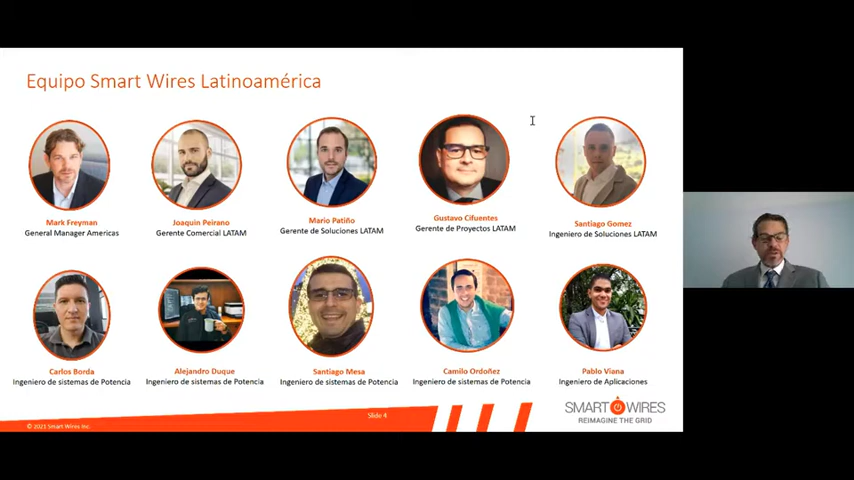 Equipo Smart Wires Latinoamérica
Mark Freyman
General Manager Americas
Joaquin Peirano
Gerente Comercial LATAM
Mario Patiño
Gerente de Soluciones LATAM
Gustavo Cifuentes
Gerente de Proyectos LATAM
Santiago Gomez
Ingeniero de Soluciones LATAM
Carlos Borda
Ingeniero de sistemas de Potencia
Alejandro Duque
Ingeniero de sistemas de Potencia
Santiago Mesa
Ingeniero de sistemas de Potencia
Camilo Ordoñez
Ingeniero de sistemas de Potencia
Pablo Viana
Ingeniero de Aplicaciones
© 2021 Smart Wires Inc.
Slide 4
SMART WIRES
REIMAGINE THE GRID